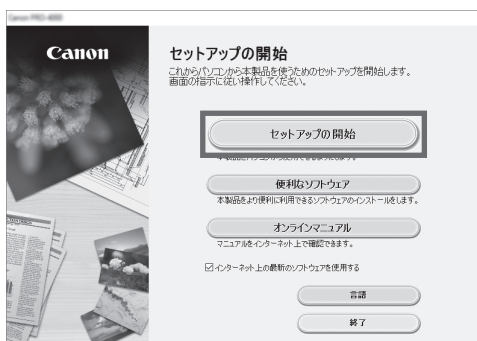 Canon PRO-4000
Canon
セットアップの開始
これからパソコンから本製品を使うためのセットアップを開始します。
画面の指示に従い操作してください。
セットアップの開始
便利なソフトウェア
本製品をより便利に利用できるソフトウェアのインストールをします。
オンラインマニュアル
マニュアルをインターネット上で確認できます。
インターネット上の最新のソフトウェアを使用する
言語
終了